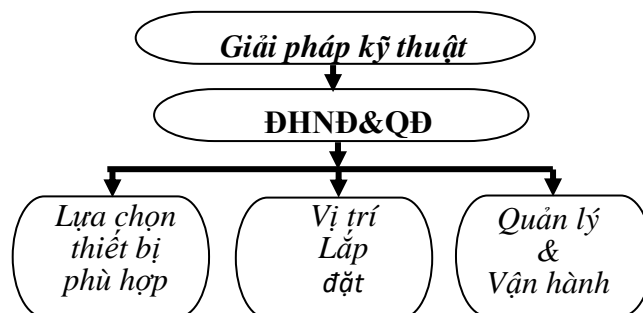 Giải pháp kỹ thuật
ĐHNĐ&QĐ
Lựa chọn
thiết bị
phù hợp
Vị trí
Lắp
đặt
Quản lý
&
Vận hành